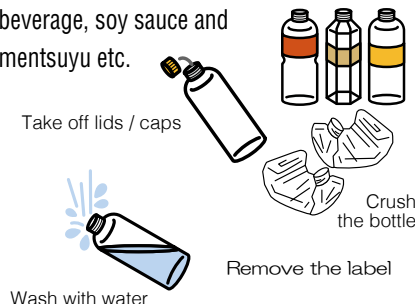 beverage, soy sauce and
mentsuyu etc.
Take off lids / caps
Crush
the bottle
Remove the label
Wash with water